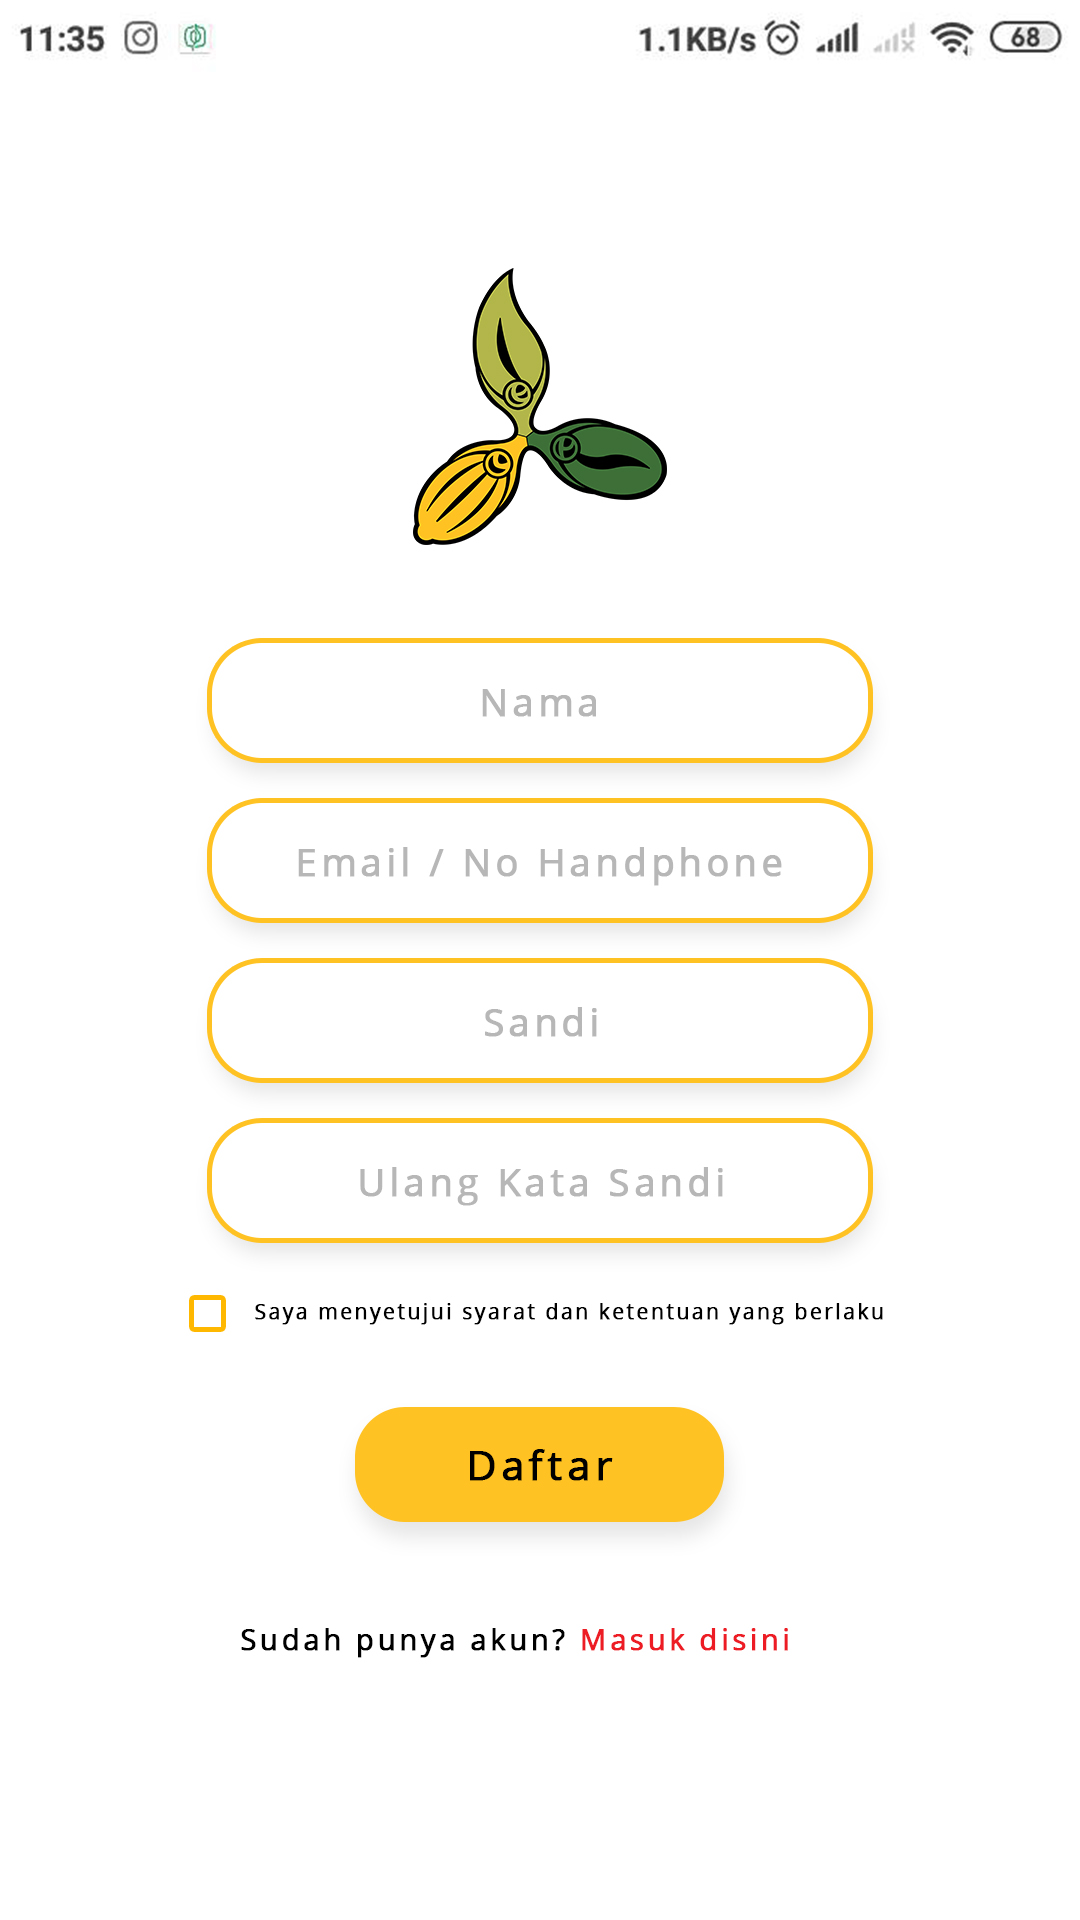 11:35 1.1KB/s 68
Nama
Email / No Handphone
Sandi
Ulang Kata Sandi
Saya menyetujui syarat dan ketentuan yang berlaku
Daftar
Sudah punya akun? Masuk disini